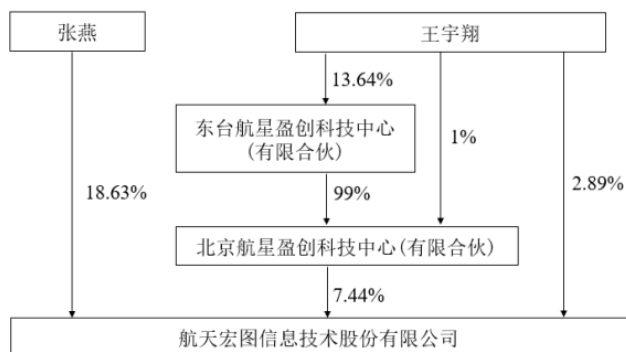 张燕
王宇翔
13.64%
东台航星盈创科技中心
(有限合伙)
1%
18.63%
99%
2.89%
北京航星盈创科技中心(有限合伙)
7.44%
航天宏图信息技术股份有限公司